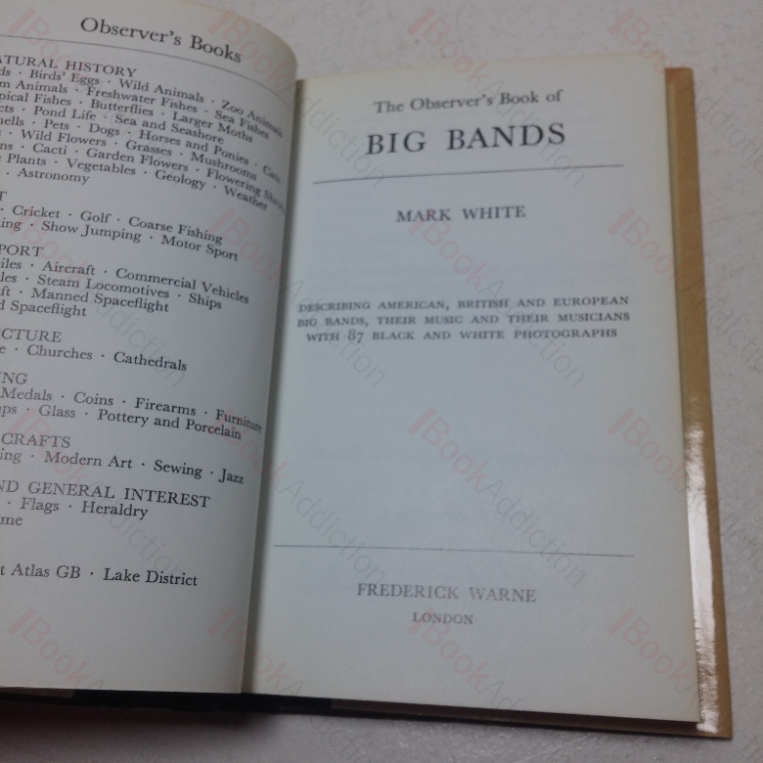 Observer's Books
ATURAL HISTORY
ds · Birds' Eggs · Wild Animals · Zoo Animals
m Animals · Freshwater Fishes · Sea Fishes
pical Fishes · Butterflies · Larger Moths
cts · Pond Life · Sea and Seashore
hells · Pets · Dogs · Horses and Ponies · Cats
· Wild Flowers · Grasses · Mushrooms
ns · Cacti · Garden Flowers · Flowering Shrubs
e Plants · Vegetables · Geology · Weather
· Astronomy
T
· Cricket · Golf · Coarse Fishing
ing · Show Jumping · Motor Sport
PORT
iles · Aircraft · Commercial Vehicles
les · Steam Locomotives · Ships
ft · Manned Spaceflight
d Spaceflight
CTURE
e · Churches · Cathedrals
NG
Medals · Coins · Firearms · Furniture
ps · Glass · Pottery and Porcelain
CRAFTS
ing · Modern Art · Sewing · Jazz
ND GENERAL INTEREST
· Flags · Heraldry
me
t Atlas GB · Lake District
The Observer's Book of
BIG BANDS
MARK WHITE
DESCRIBING AMERICAN, BRITISH AND EUROPEAN
BIG BANDS, THEIR MUSIC AND THEIR MUSICIANS
WITH 87 BLACK AND WHITE PHOTOGRAPHS
FREDERICK WARNE
LONDON
BookAddiction